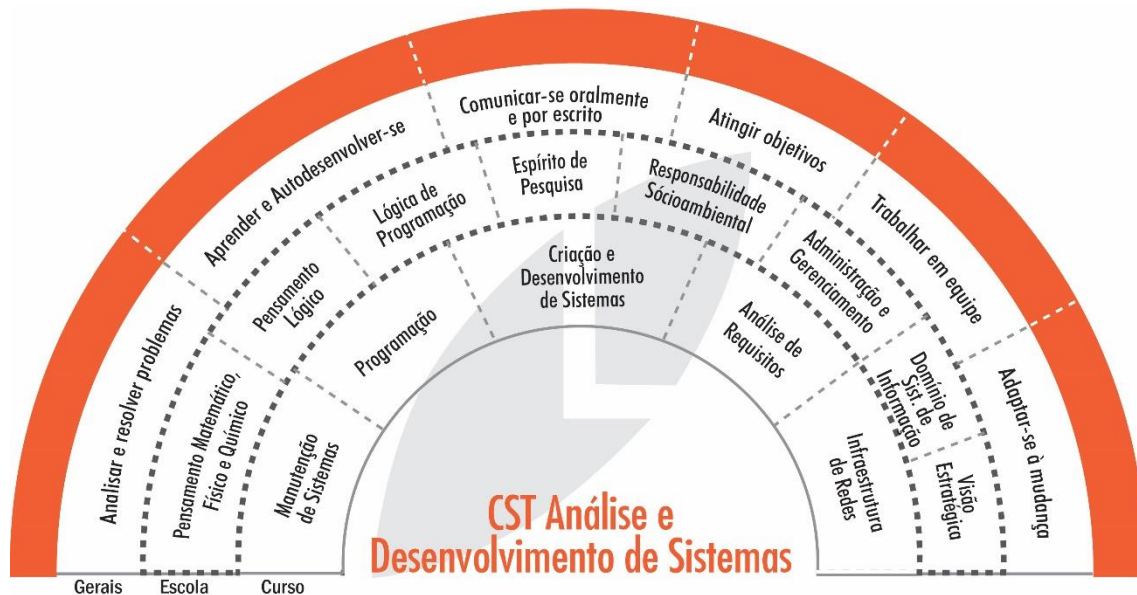 Analisar e resolver problemas
Aprender e Autodesenvolver-se
Comunicar-se oralmente
e por escrito
Atingir objetivos
Trabalhar em equipe
Adaptar-se à mudança
Pensamento Matemático,
Físico e Químico
Pensamento
Lógico
Lógica de
Programação
Espírito de
Pesquisa
Responsabilidade
Sócioambiental
Administração e
Gerenciamento
Domínio de
Sist. de
Informação
Visão
Estratégica
Manutenção
de Sistemas
Programação
Criação e
Desenvolvimento
de Sistemas
Análise de
Requisitos
Infraestrutura
de Redes
CST Análise e
Desenvolvimento de Sistemas
Gerais Escola Curso